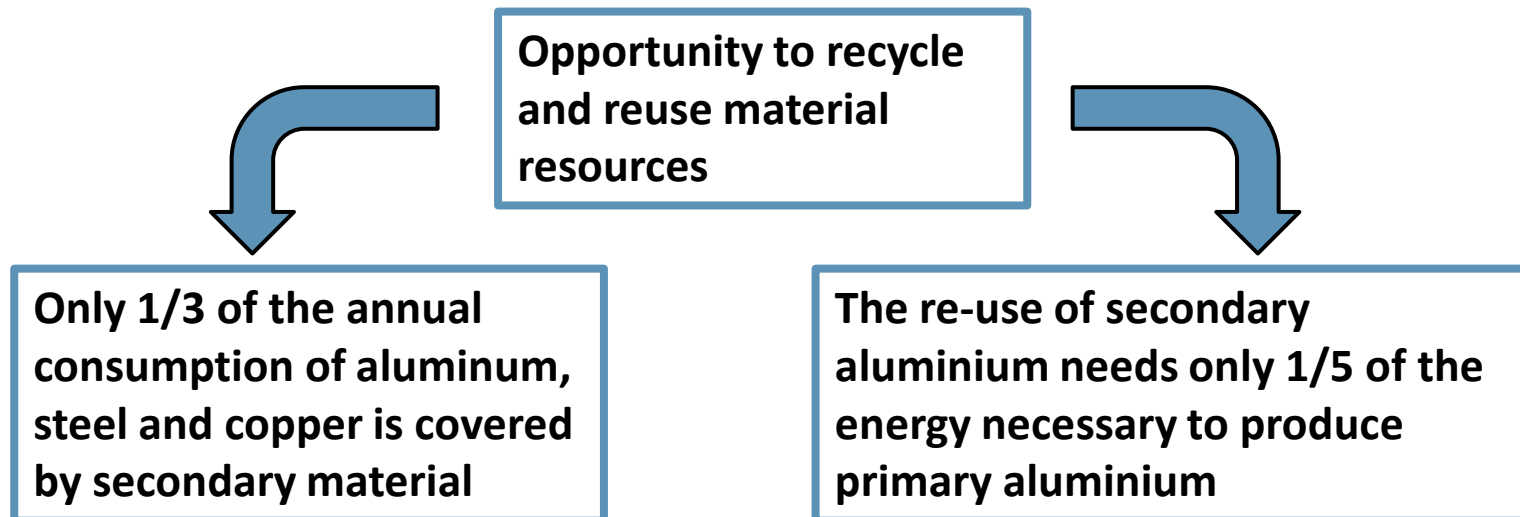 Opportunity to recycle
and reuse material
resources
Only 1/3 of the annual
consumption of aluminum,
steel and copper is covered
by secondary material
The re-use of secondary
aluminium needs only 1/5 of the
energy necessary to produce
primary aluminium